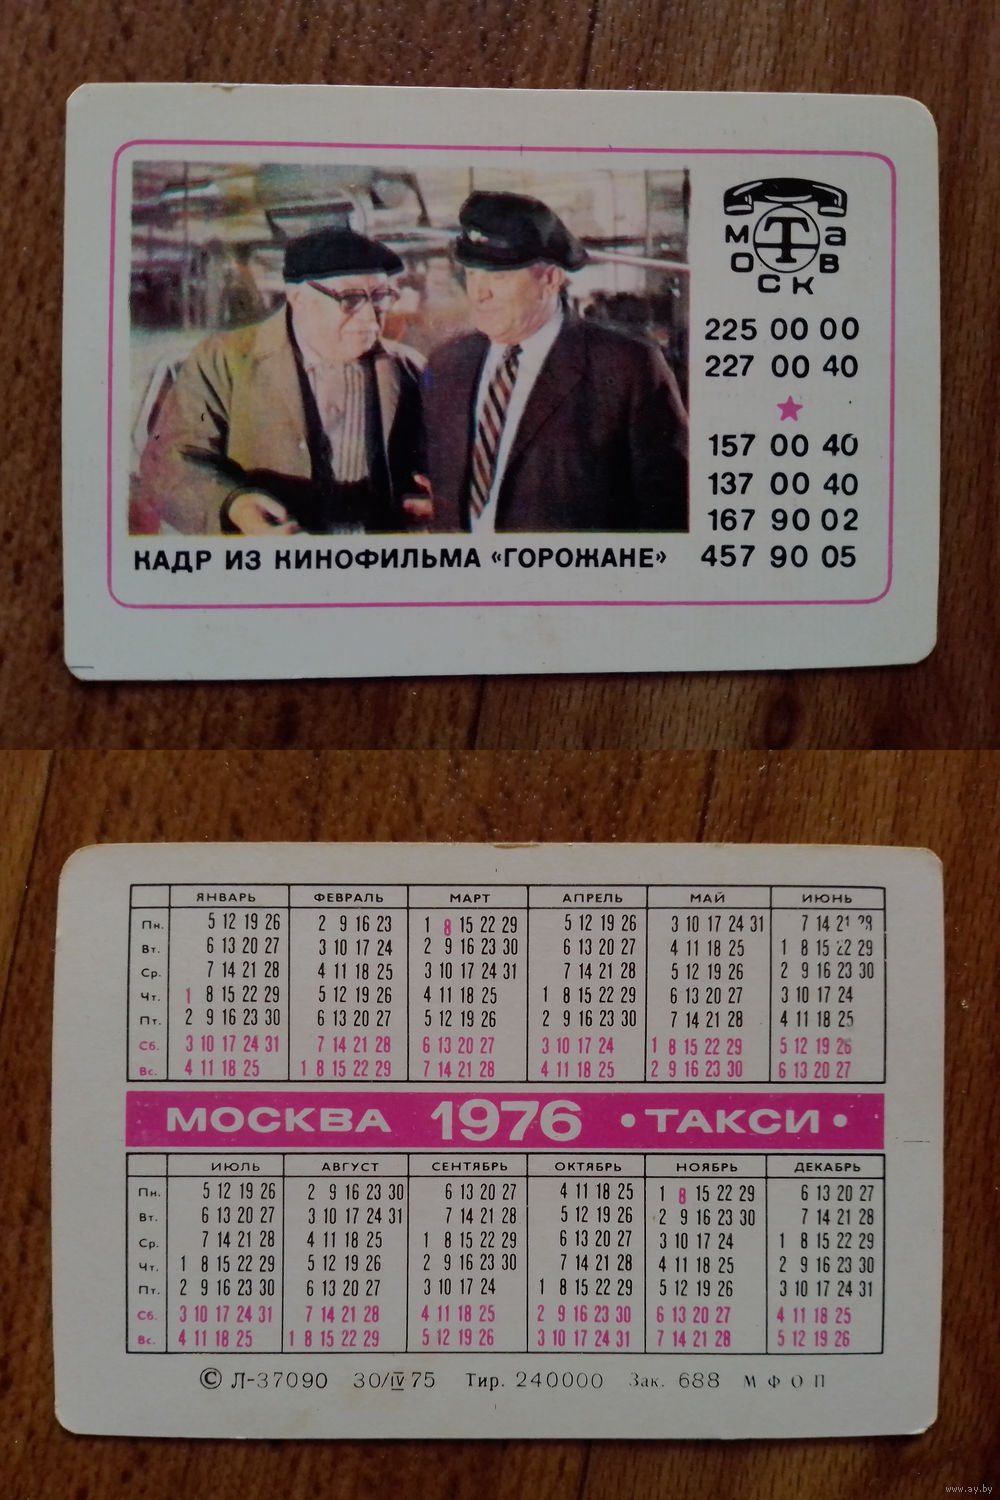 МОСКВа
Т
225 00 00
227 00 40
157 00 40
137 00 40
167 90 02
457 90 05
КАДР ИЗ КИНОФИЛЬМА «ГОРОЖАНЕ»
ЯНВАРЬ ФЕВРАЛЬ МАРТ АПРЕЛЬ МАЙ ИЮНЬ
Пн. 5 12 19 26 2 9 16 23 1 8 15 22 29 5 12 19 26 3 10 17 24 31 7 14 21 28
Вт. 6 13 20 27 3 10 17 24 2 9 16 23 30 6 13 20 27 4 11 18 25 1 8 15 22 29
Ср. 7 14 21 28 4 11 18 25 3 10 17 24 31 7 14 21 28 5 12 19 26 2 9 16 23 30
Чт. 1 8 15 22 29 5 12 19 26 4 11 18 25 1 8 15 22 29 6 13 20 27 3 10 17 24
Пт. 2 9 16 23 30 6 13 20 27 5 12 19 26 2 9 16 23 30 7 14 21 28 4 11 18 25
Сб. 3 10 17 24 31 7 14 21 28 6 13 20 27 3 10 17 24 1 8 15 22 29 5 12 19 26
Вс. 4 11 18 25 1 8 15 22 29 7 14 21 28 4 11 18 25 2 9 16 23 30 6 13 20 27
МОСКВА 1976 • ТАКСИ •
ИЮЛЬ АВГУСТ СЕНТЯБРЬ ОКТЯБРЬ НОЯБРЬ ДЕКАБРЬ
Пн. 5 12 19 26 2 9 16 23 30 6 13 20 27 4 11 18 25 1 8 15 22 29 6 13 20 27
Вт. 6 13 20 27 3 10 17 24 31 7 14 21 28 5 12 19 26 2 9 16 23 30 7 14 21 28
Ср. 7 14 21 28 4 11 18 25 1 8 15 22 29 6 13 20 27 3 10 17 24 1 8 15 22 29
Чт. 1 8 15 22 29 5 12 19 26 2 9 16 23 30 7 14 21 28 4 11 18 25 2 9 16 23 30
Пт. 2 9 16 23 30 6 13 20 27 3 10 17 24 1 8 15 22 29 5 12 19 26 3 10 17 24 31
Сб. 3 10 17 24 31 7 14 21 28 4 11 18 25 2 9 16 23 30 6 13 20 27 4 11 18 25
Вс. 4 11 18 25 1 8 15 22 29 5 12 19 26 3 10 17 24 31 7 14 21 28 5 12 19 26
© Л-37090 30/IV 75 Тир. 240000 Зак. 688 МФОП
www.ay.by